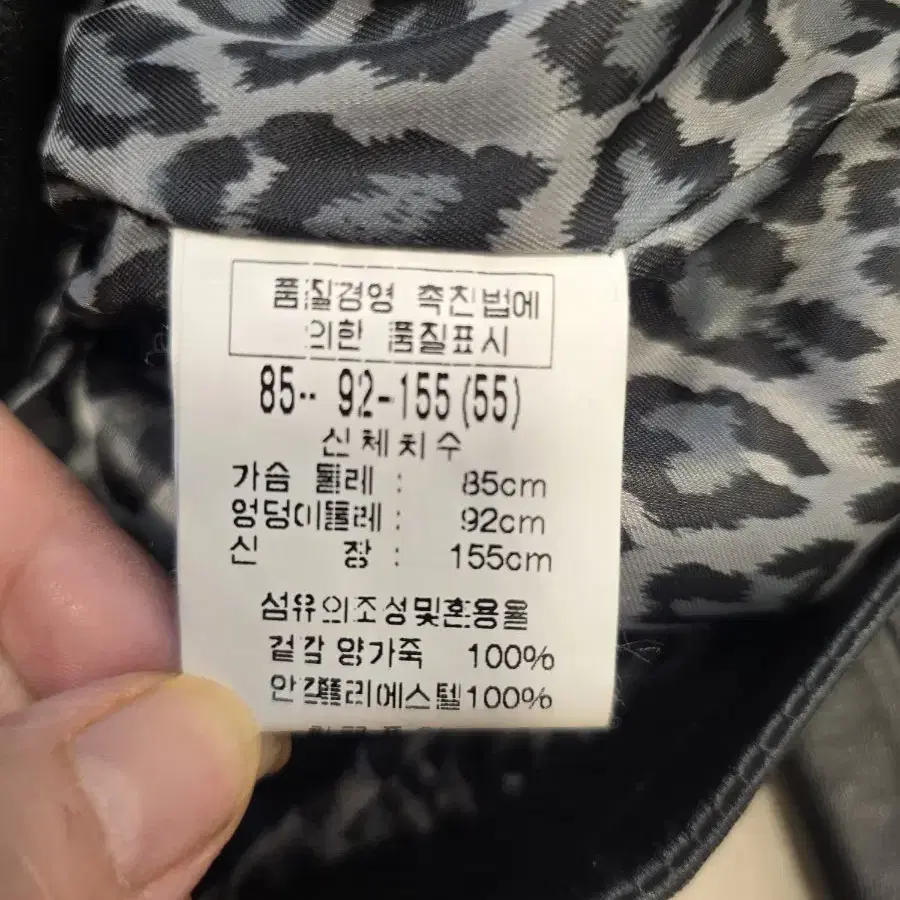 품질경영 촉진법에
의한 품질표시
85-- 92-155 (55)
신체치수
가슴 둘레 : 85cm
엉덩이둘레 : 92cm
신 장 : 155cm
섬유의조성및혼용율
겉감 양가죽 100%
안감폴리에스텔100%